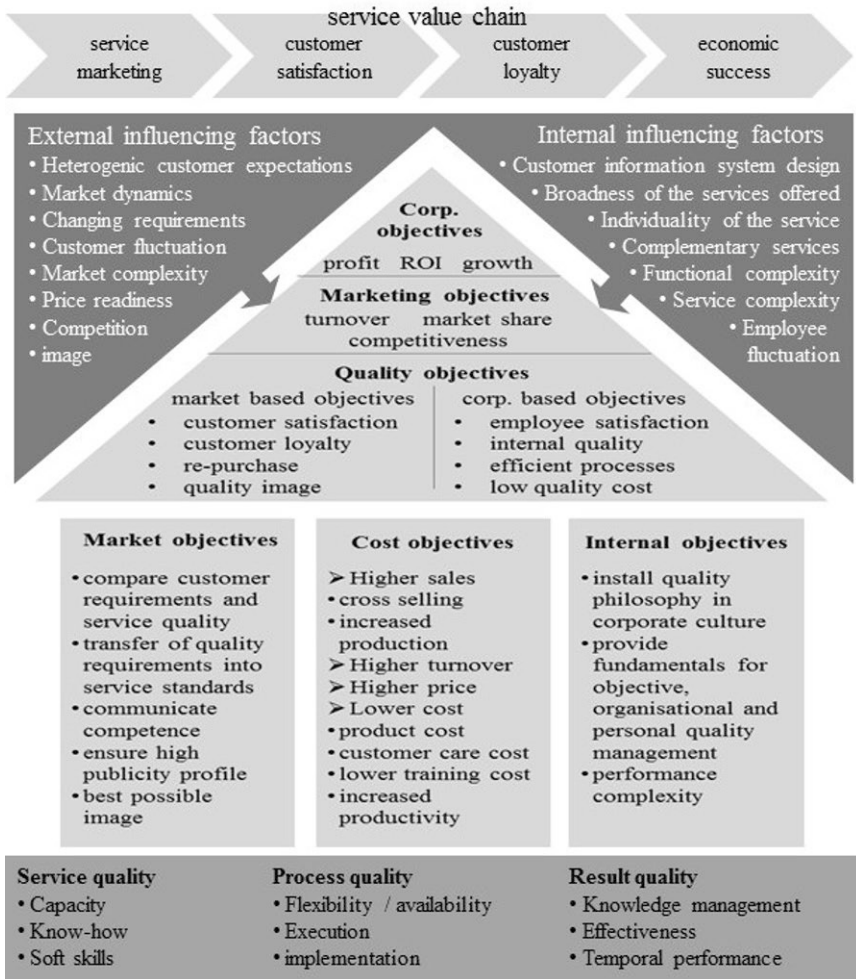 service value chain
service
marketing
customer
satisfaction
customer
loyalty
economic
success
External influencing factors
• Heterogenic customer expectations
• Market dynamics
• Changing requirements
• Customer fluctuation
• Market complexity
• Price readiness
• Competition
• image
Internal influencing factors
• Customer information system design
• Broadness of the services offered
• Individuality of the service
• Complementary services
• Functional complexity
• Service complexity
• Employee
fluctuation
Corp.
objectives
profit ROI growth
Marketing objectives
turnover market share
competitiveness
Quality objectives
market based objectives
• customer satisfaction
• customer loyalty
• re-purchase
• quality image
corp. based objectives
• employee satisfaction
• internal quality
• efficient processes
• low quality cost
Market objectives
• compare customer
requirements and
service quality
• transfer of quality
requirements into
service standards
• communicate
competence
• ensure high
publicity profile
• best possible
image
Cost objectives
➢ Higher sales
• cross selling
• increased
production
➢ Higher turnover
➢ Higher price
➢ Lower cost
• product cost
• customer care cost
• lower training cost
• increased
productivity
Internal objectives
• install quality
philosophy in
corporate culture
• provide
fundamentals for
objective,
organisational and
personal quality
management
• performance
complexity
Service quality
• Capacity
• Know-how
• Soft skills
Process quality
• Flexibility / availability
• Execution
• implementation
Result quality
• Knowledge management
• Effectiveness
• Temporal performance